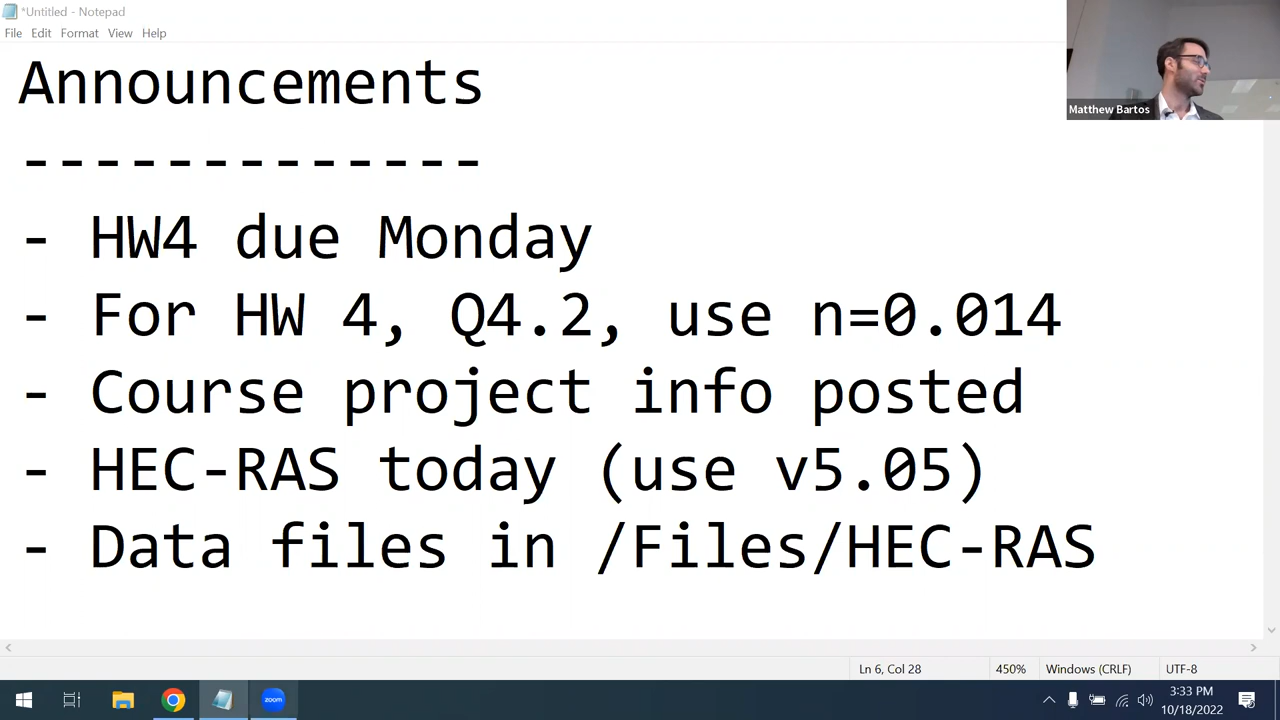 *Untitled - Notepad
File Edit Format View Help
Announcements
-------------
- HW4 due Monday
- For HW 4, Q4.2, use n=0.014
- Course project info posted
- HEC-RAS today (use v5.05)
- Data files in /Files/HEC-RAS
Matthew Bartos
Ln 6, Col 28 450% Windows (CRLF) UTF-8
zoom
3:33 PM
10/18/2022